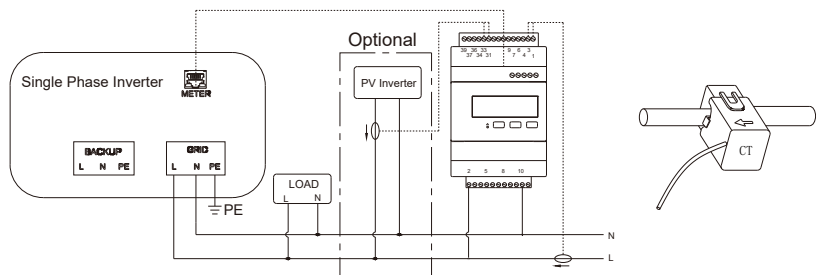 Optional
39 36 33 9 6 3
37 34 31 7 4 1
Single Phase Inverter
METER
PV Inverter
BACKUP
L N PE
GRID
L N PE
PE
LOAD
L N
2 5 8 10
N
L
CT